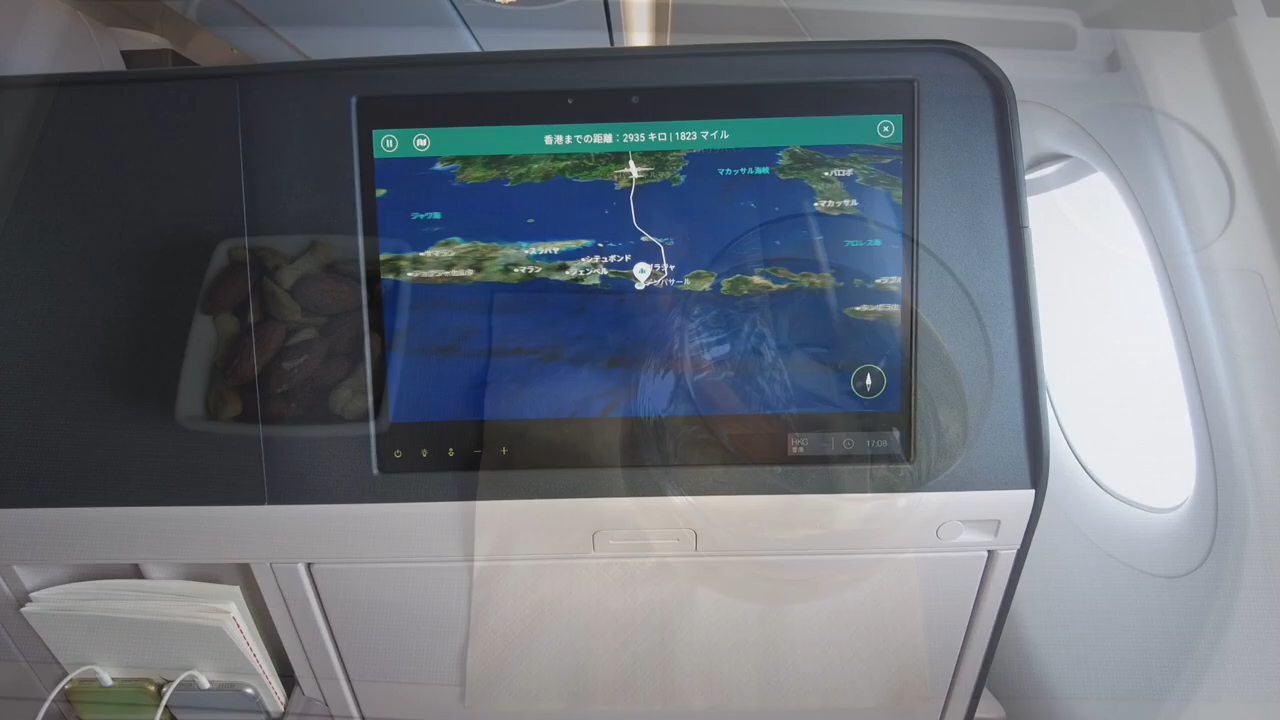 香港までの距離：2935 キロ | 1823 マイル
マカッサル海峡
パロポ
マカッサル
ジャワ海
フローレス海
スラバヤ
シテュボンド
マラン
ジェンベル
デンパサール
HKG
香港
17:08